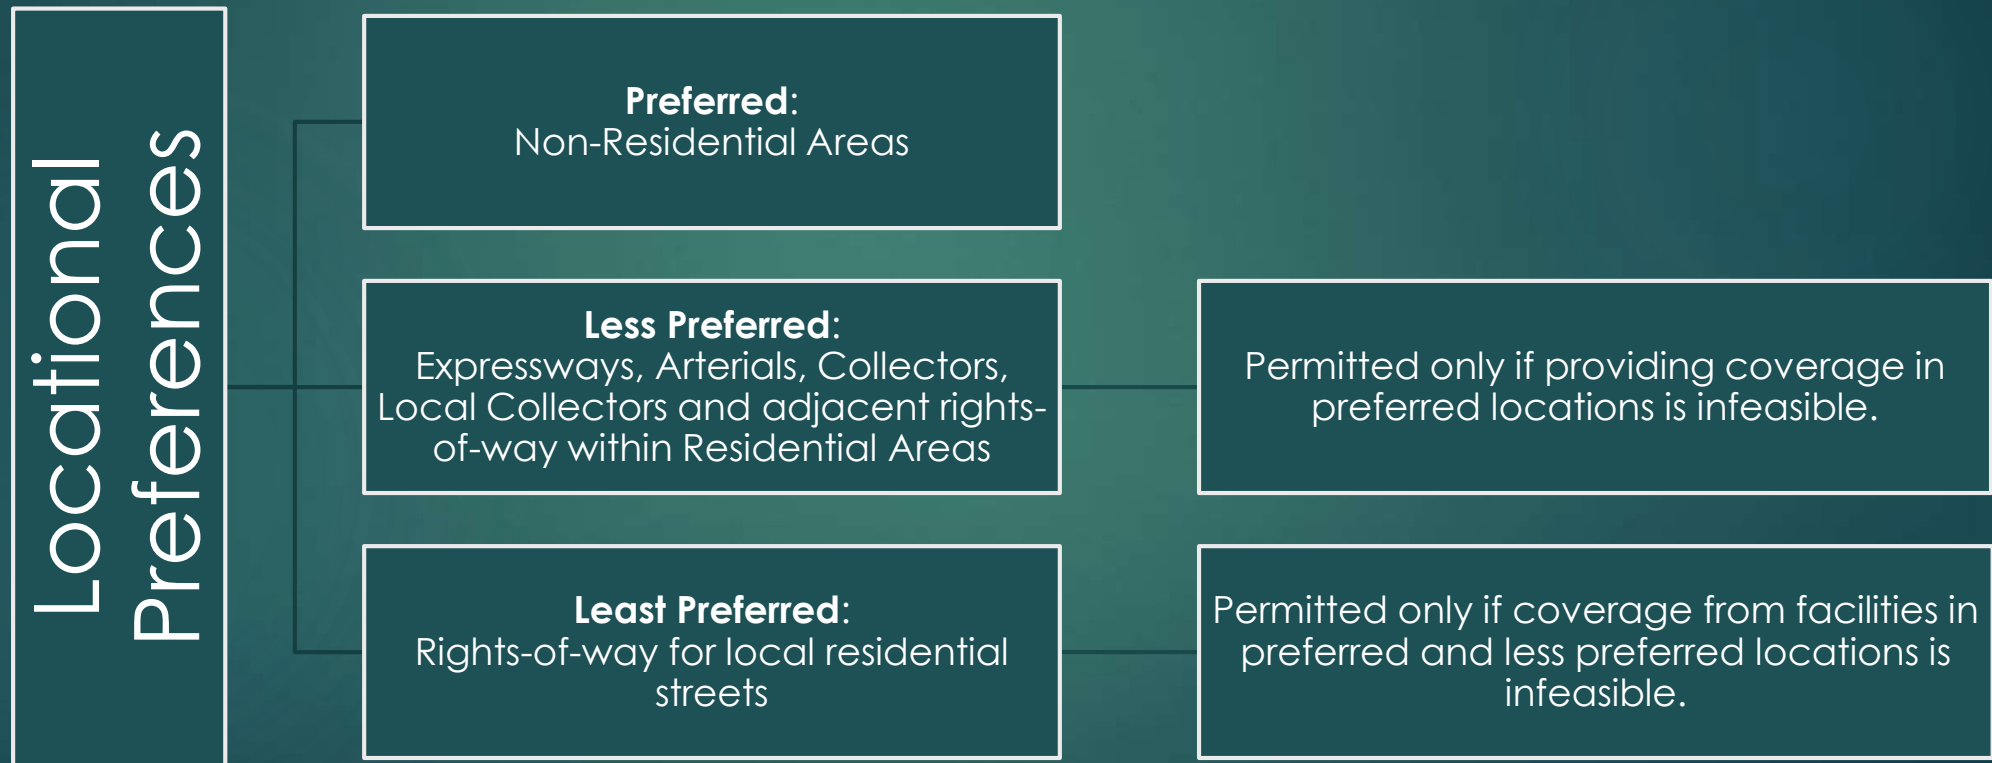 Locational
Preferences
Preferred:
Non-Residential Areas
Less Preferred:
Expressways, Arterials, Collectors,
Local Collectors and adjacent rights-
of-way within Residential Areas
Permitted only if providing coverage in
preferred locations is infeasible.
Least Preferred:
Rights-of-way for local residential
streets
Permitted only if coverage from facilities in
preferred and less preferred locations is
infeasible.